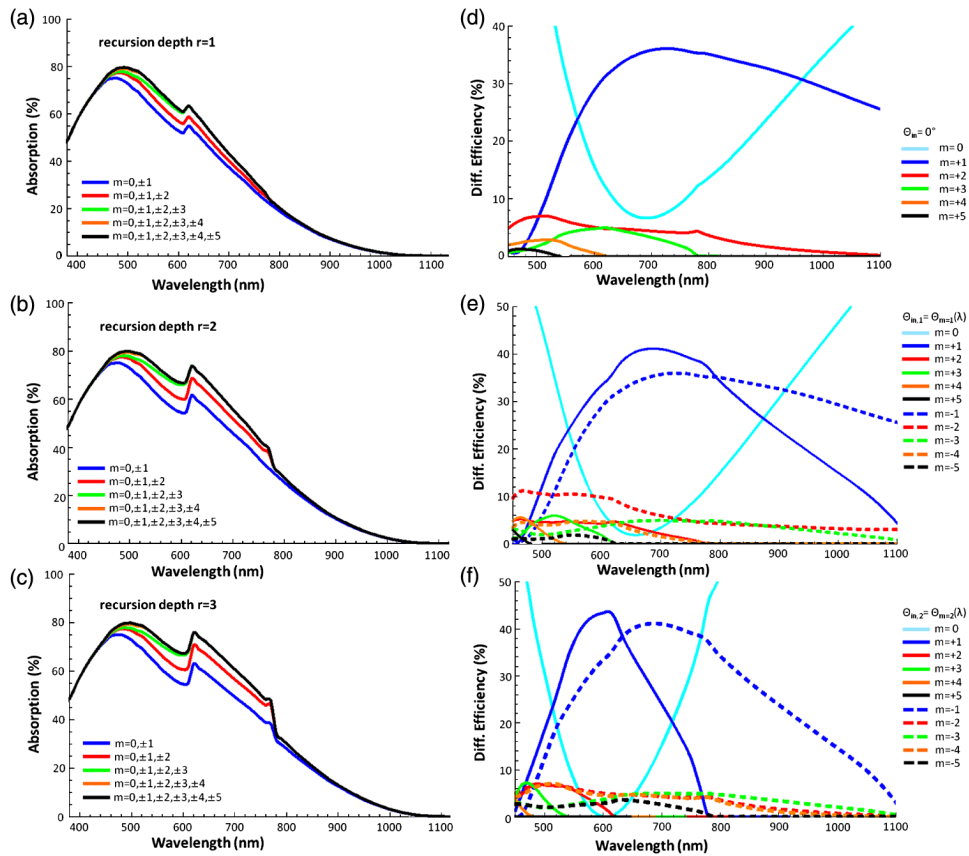 (a)
recursion depth r=1
100
80
60
40
20
0
Absorption (%)
m=0,±1
m=0,±1,±2
m=0,±1,±2,±3
m=0,±1,±2,±3,±4
m=0,±1,±2,±3,±4,±5
400 500 600 700 800 900 1000 1100
Wavelength (nm)
(b)
recursion depth r=2
100
80
60
40
20
0
Absorption (%)
m=0,±1
m=0,±1,±2
m=0,±1,±2,±3
m=0,±1,±2,±3,±4
m=0,±1,±2,±3,±4,±5
400 500 600 700 800 900 1000 1100
Wavelength (nm)
(c)
recursion depth r=3
100
80
60
40
20
0
Absorption (%)
m=0,±1
m=0,±1,±2
m=0,±1,±2,±3
m=0,±1,±2,±3,±4
m=0,±1,±2,±3,±4,±5
400 500 600 700 800 900 1000 1100
Wavelength (nm)
(d)
40
30
20
10
0
Diff. Efficiency (%)
500 600 700 800 900 1000 1100
Wavelength (nm)
Θin= 0°
m= 0
m=+1
m=+2
m=+3
m=+4
m=+5
(e)
50
40
30
20
10
0
Diff. Efficiency (%)
500 600 700 800 900 1000 1100
Wavelength (nm)
Θin,1= Θm=1(λ)
m= 0
m=+1
m=+2
m=+3
m=+4
m=+5
m=-1
m=-2
m=-3
m=-4
m=-5
(f)
50
40
30
20
10
0
Diff. Efficiency (%)
500 600 700 800 900 1000 1100
Wavelength (nm)
Θin,2= Θm=2(λ)
m= 0
m=+1
m=+2
m=+3
m=+4
m=+5
m=-1
m=-2
m=-3
m=-4
m=-5